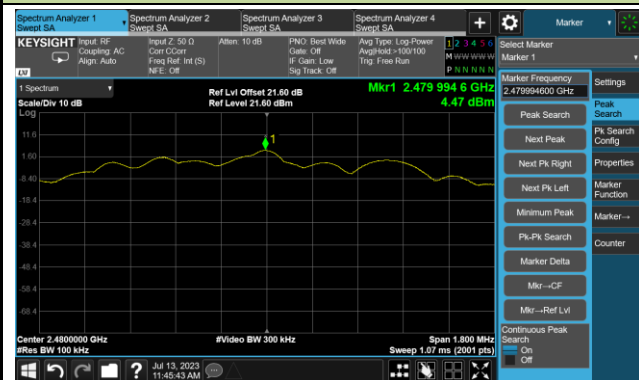 Spectrum Analyzer 1
Swept SA
Spectrum Analyzer 2
Swept SA
Spectrum Analyzer 3
Swept SA
Spectrum Analyzer 4
Swept SA
+
Marker
KEYSIGHT
Input: RF
Coupling: AC
Align: Auto
Input Z: 50 Ω
Corr CCorr
Freq Ref: Int (S)
NFE: Off
Atten: 10 dB
PNO: Best Wide
Gate: Off
IF Gain: Low
Sig Track: Off
Avg Type: Log-Power
Avg|Hold:>100/100
Trig: Free Run
1 2 3 4 5 6
M W W W W W
P N N N N N
LXI
Select Marker
Marker 1
1 Spectrum
Scale/Div 10 dB
Log
Ref Lvl Offset 21.60 dB
Ref Level 21.60 dBm
Mkr1 2.479 994 6 GHz
4.47 dBm
11.6
1.60
-8.40
-18.4
-28.4
-38.4
-48.4
-58.4
-68.4
1
Center 2.4800000 GHz
#Res BW 100 kHz
#Video BW 300 kHz
Span 1.800 MHz
Sweep 1.07 ms (2001 pts)
Marker Frequency
2.479994600 GHz
Peak Search
Next Peak
Next Pk Right
Next Pk Left
Minimum Peak
Pk-Pk Search
Marker Delta
Mkr→CF
Mkr→Ref Lvl
Continuous Peak
Search
On
Off
Settings
Peak
Search
Pk Search
Config
Properties
Marker
Function
Marker→
Counter
?
Jul 13, 2023
11:45:43 AM